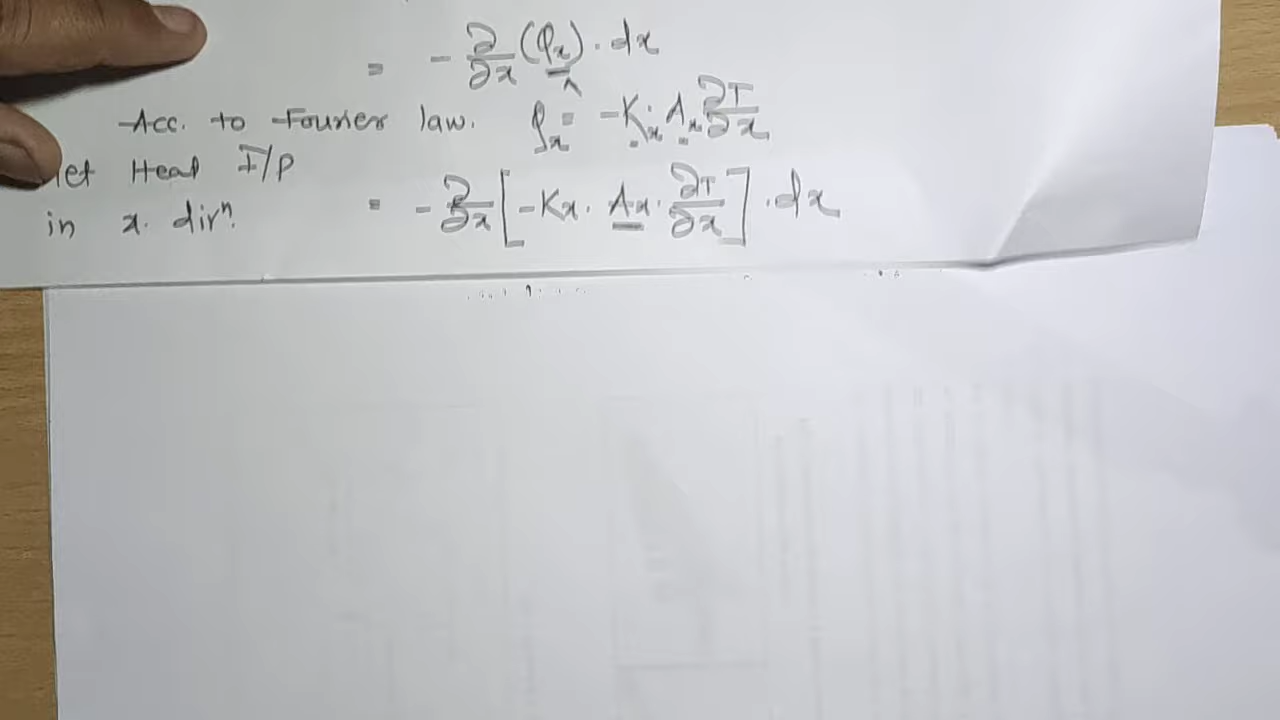 = - ∂/∂x (Qx) . dx
Acc. to Fourier law. Qx = -Kx . Ax ∂T/∂x
Net Heat I/p
in x. dirⁿ. = - ∂/∂x [-Kx . Ax . ∂T/∂x] . dx